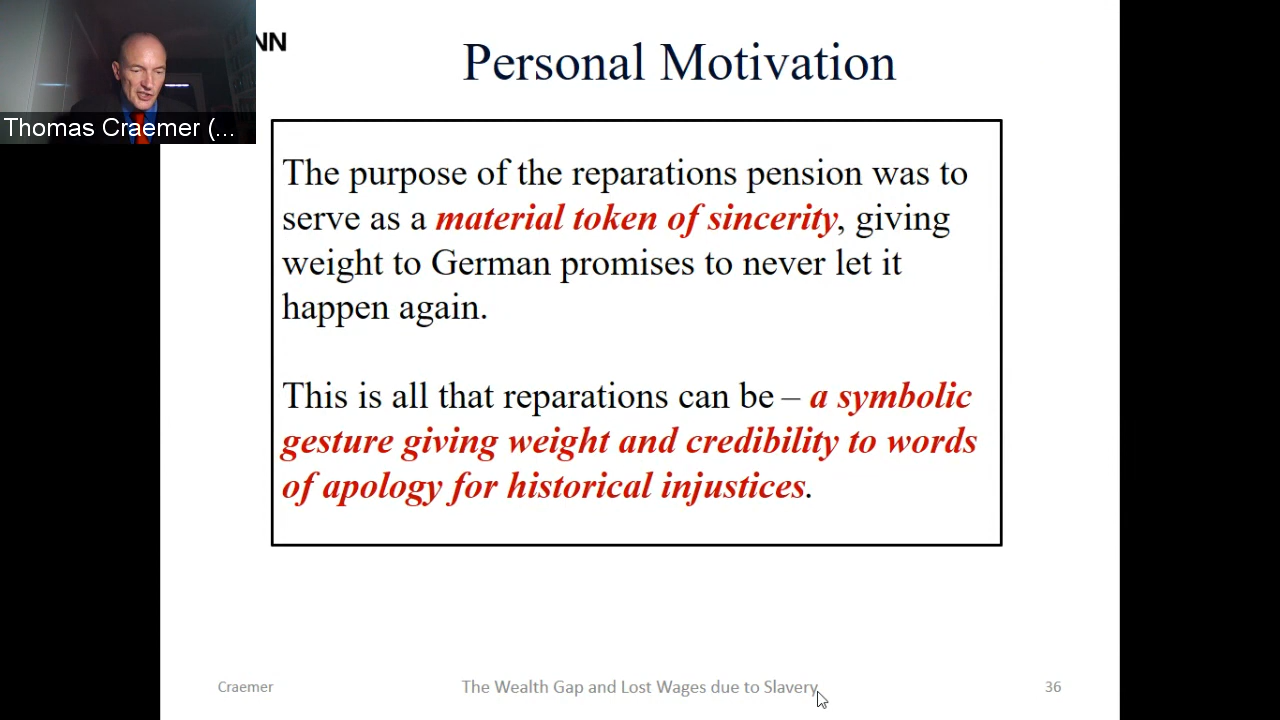 NN
Personal Motivation
Thomas Craemer (...
The purpose of the reparations pension was to
serve as a material token of sincerity, giving
weight to German promises to never let it
happen again.
This is all that reparations can be – a symbolic
gesture giving weight and credibility to words
of apology for historical injustices.
Craemer
The Wealth Gap and Lost Wages due to Slavery
36